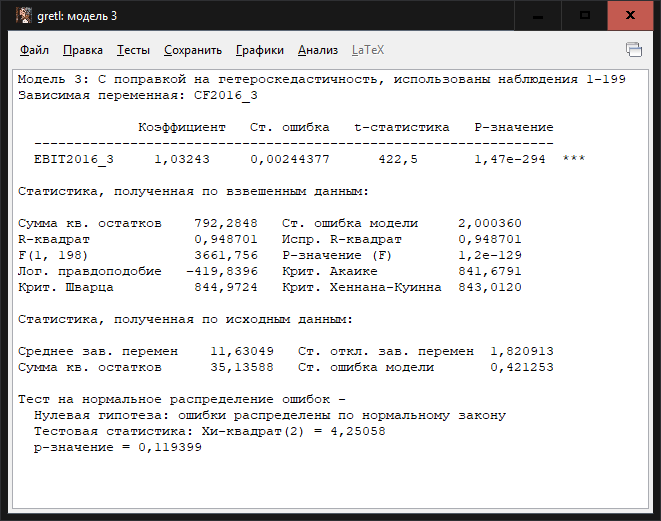 gretl: модель 3
Файл Правка Тесты Сохранить Графики Анализ LaTeX
Модель 3: С поправкой на гетероскедастичность, использованы наблюдения 1-199
Зависимая переменная: CF2016_3
Коэффициент Ст. ошибка t-статистика P-значение
---------------------------------------------------------------
EBIT2016_3 1,03243 0,00244377 422,5 1,47e-294 ***
Статистика, полученная по взвешенным данным:
Сумма кв. остатков 792,2848 Ст. ошибка модели 2,000360
R-квадрат 0,948701 Испр. R-квадрат 0,948701
F(1, 198) 3661,756 P-значение (F) 1,2e-129
Лог. правдоподобие -419,8396 Крит. Акаике 841,6791
Крит. Шварца 844,9724 Крит. Хеннана-Куинна 843,0120
Статистика, полученная по исходным данным:
Среднее зав. перемен 11,63049 Ст. откл. зав. перемен 1,820913
Сумма кв. остатков 35,13588 Ст. ошибка модели 0,421253
Тест на нормальное распределение ошибок -
Нулевая гипотеза: ошибки распределены по нормальному закону
Тестовая статистика: Хи-квадрат(2) = 4,25058
р-значение = 0,119399